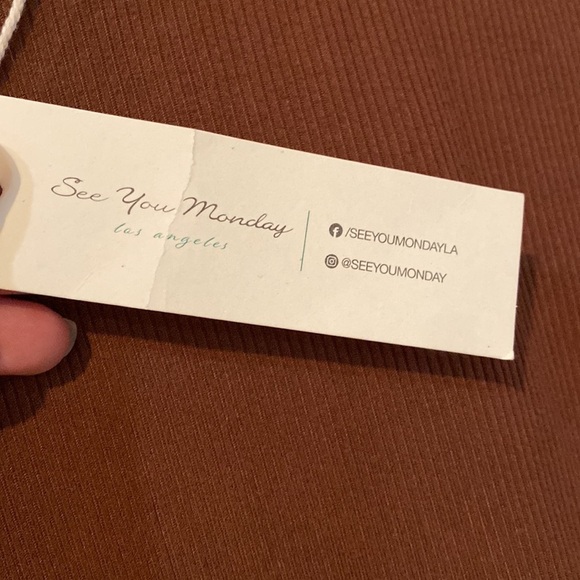 See You Monday
los angeles
/SEEYOUMONDAYLA
@SEEYOUMONDAY